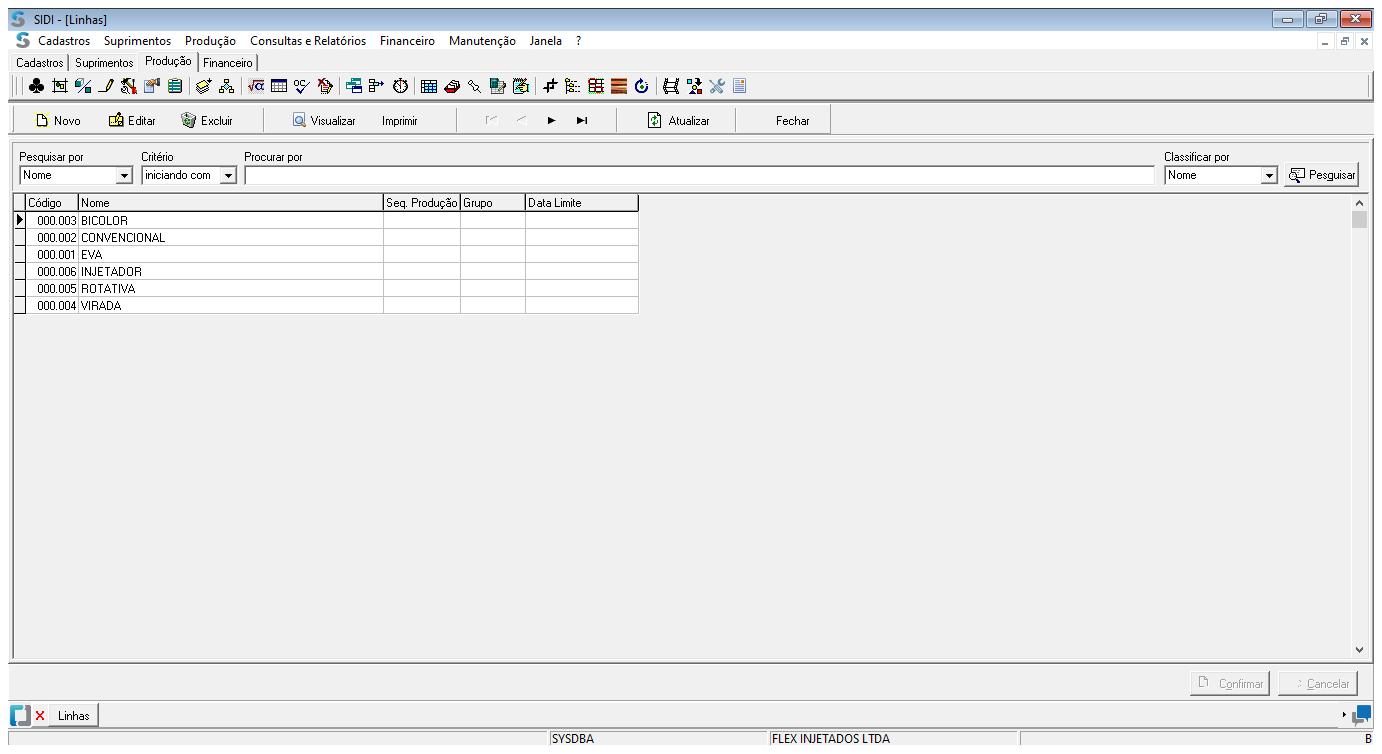 SIDI - [Linhas]
Cadastros Suprimentos Produção Consultas e Relatórios Financeiro Manutenção Janela ?
Cadastros Suprimentos Produção Financeiro
Novo Editar Excluir Visualizar Imprimir Atualizar Fechar
Pesquisar por Critério Procurar por Classificar por
Nome iniciando com Nome Pesquisar
Código Nome Seq. Produção Grupo Data Limite
000.003 BICOLOR
000.002 CONVENCIONAL
000.001 EVA
000.006 INJETADOR
000.005 ROTATIVA
000.004 VIRADA
Confirmar Cancelar
Linhas
SYSDBA FLEX INJETADOS LTDA B